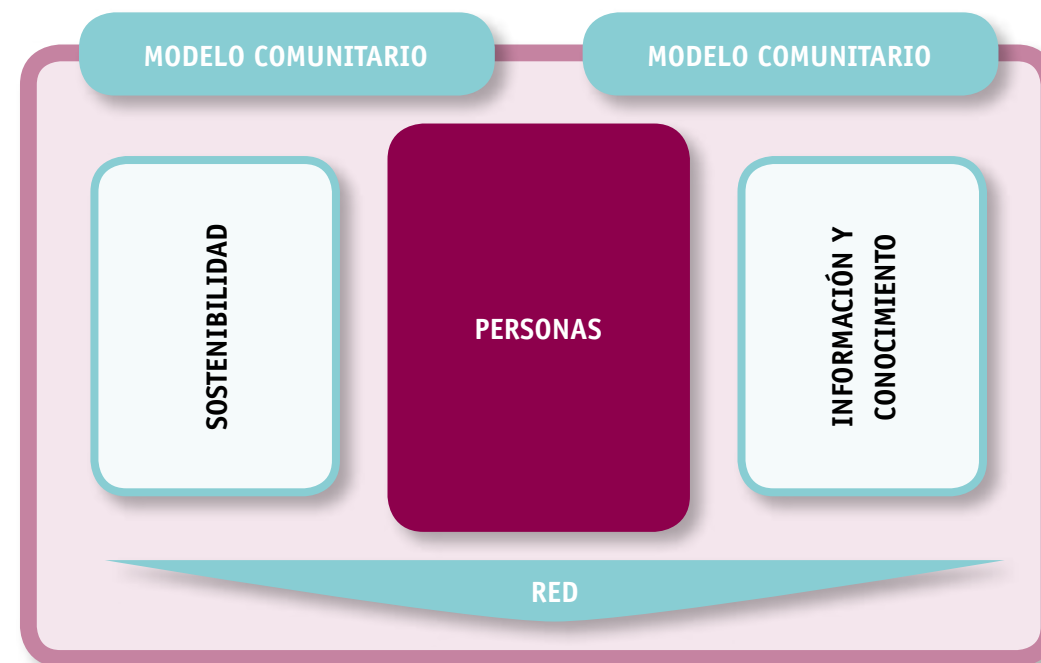 MODELO COMUNITARIO
MODELO COMUNITARIO
SOSTENIBILIDAD
PERSONAS
INFORMACIÓN Y
CONOCIMIENTO
RED